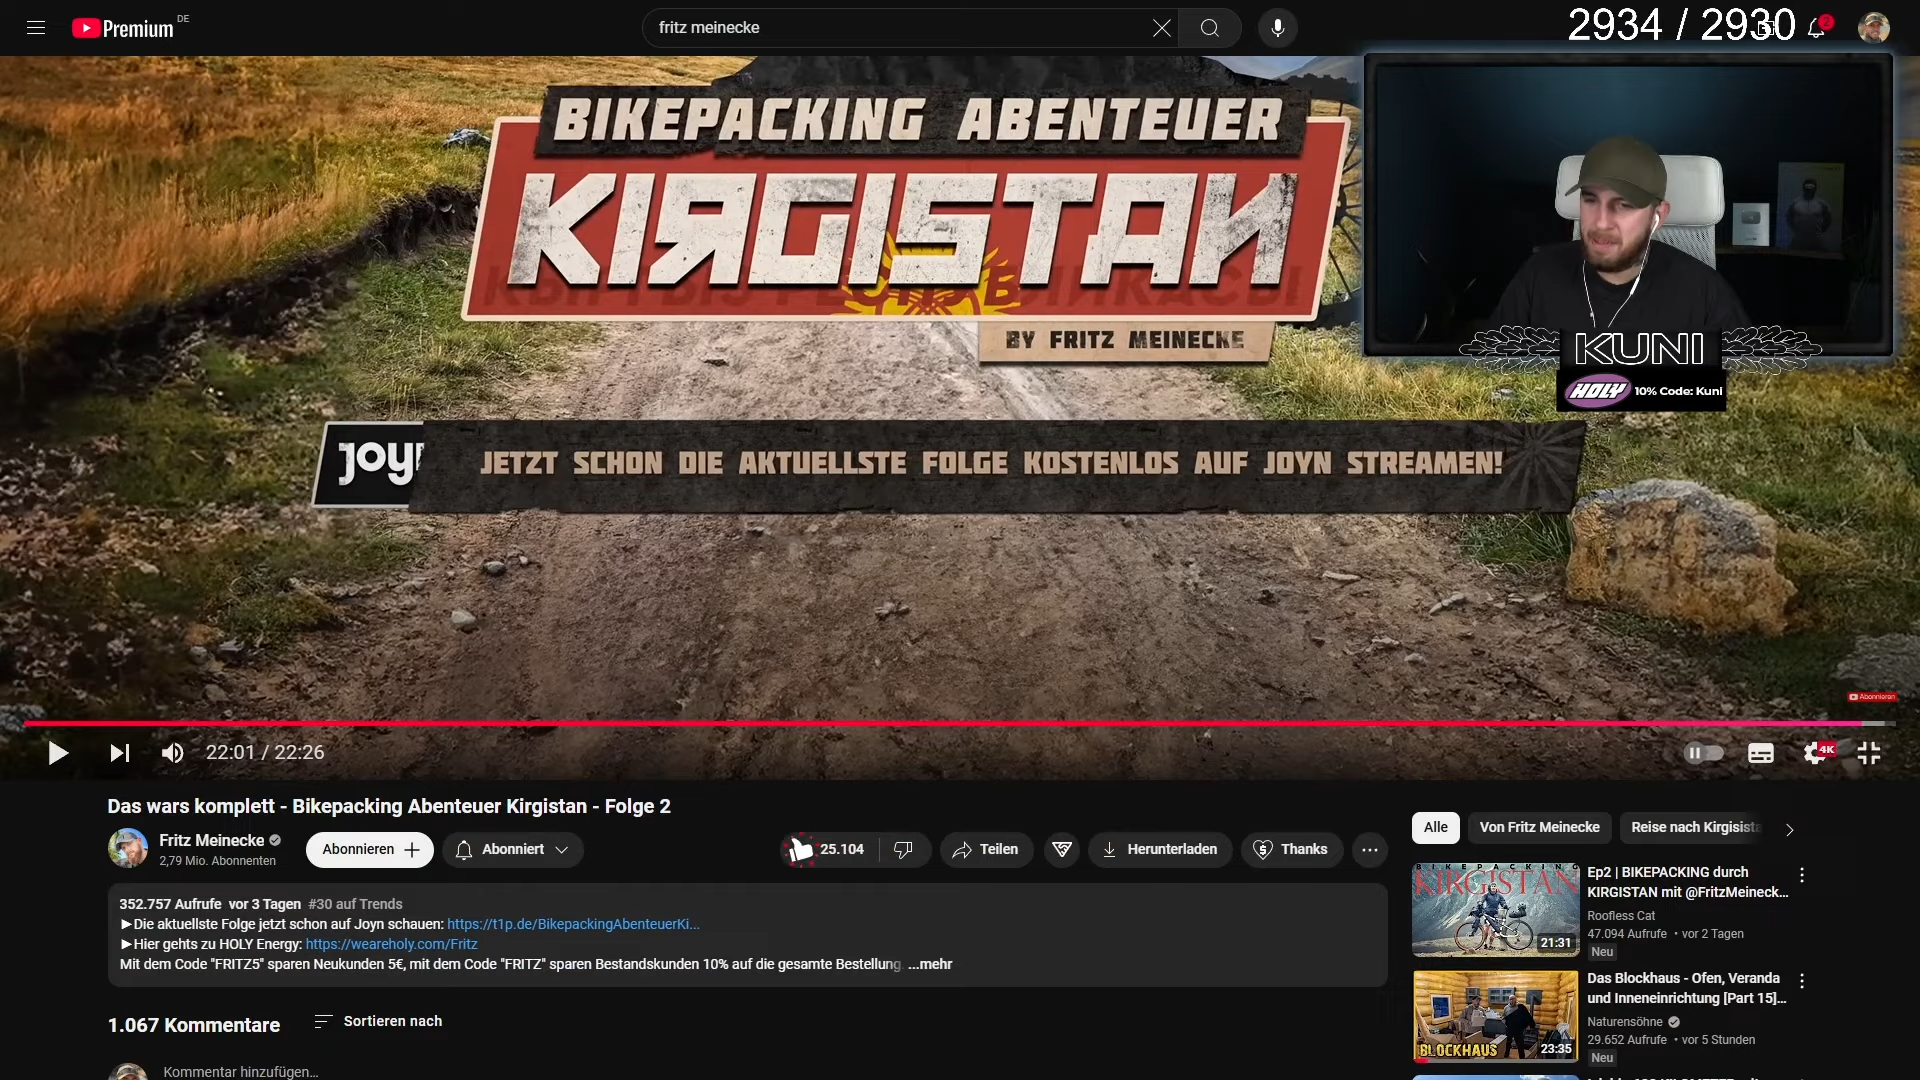 Premium DE
fritz meinecke
2934 / 2930
2
BIKEPACKING ABENTEUER
KIRGISTAN
BY FRITZ MEINECKE
KUNI
HOLY 10% Code: Kuni
JOYN JETZT SCHON DIE AKTUELLSTE FOLGE KOSTENLOS AUF JOYN STREAMEN!
Abonnieren
22:01 / 22:26
4K
Das wars komplett - Bikepacking Abenteuer Kirgistan - Folge 2
Fritz Meinecke
2,79 Mio. Abonnenten
Abonnieren
Abonniert
25.104
Teilen
Herunterladen
Thanks
352.757 Aufrufe vor 3 Tagen #30 auf Trends
►Die aktuellste Folge jetzt schon auf Joyn schauen: https://t1p.de/BikepackingAbenteuerKi...
►Hier gehts zu HOLY Energy: https://weareholy.com/Fritz
Mit dem Code "FRITZ5" sparen Neukunden 5€, mit dem Code "FRITZ" sparen Bestandskunden 10% auf die gesamte Bestellung. ...mehr
1.067 Kommentare
Sortieren nach
Kommentar hinzufügen...
Alle
Von Fritz Meinecke
Reise nach Kirgisista
BIKEPACKING
KIRGISTAN
21:31
Ep2 | BIKEPACKING durch
KIRGISTAN mit @FritzMeineck...
Roofless Cat
47.094 Aufrufe • vor 2 Tagen
Neu
BLOCKHAUS
23:35
Das Blockhaus - Ofen, Veranda
und Inneneinrichtung [Part 15]...
Naturensöhne
29.652 Aufrufe • vor 5 Stunden
Neu